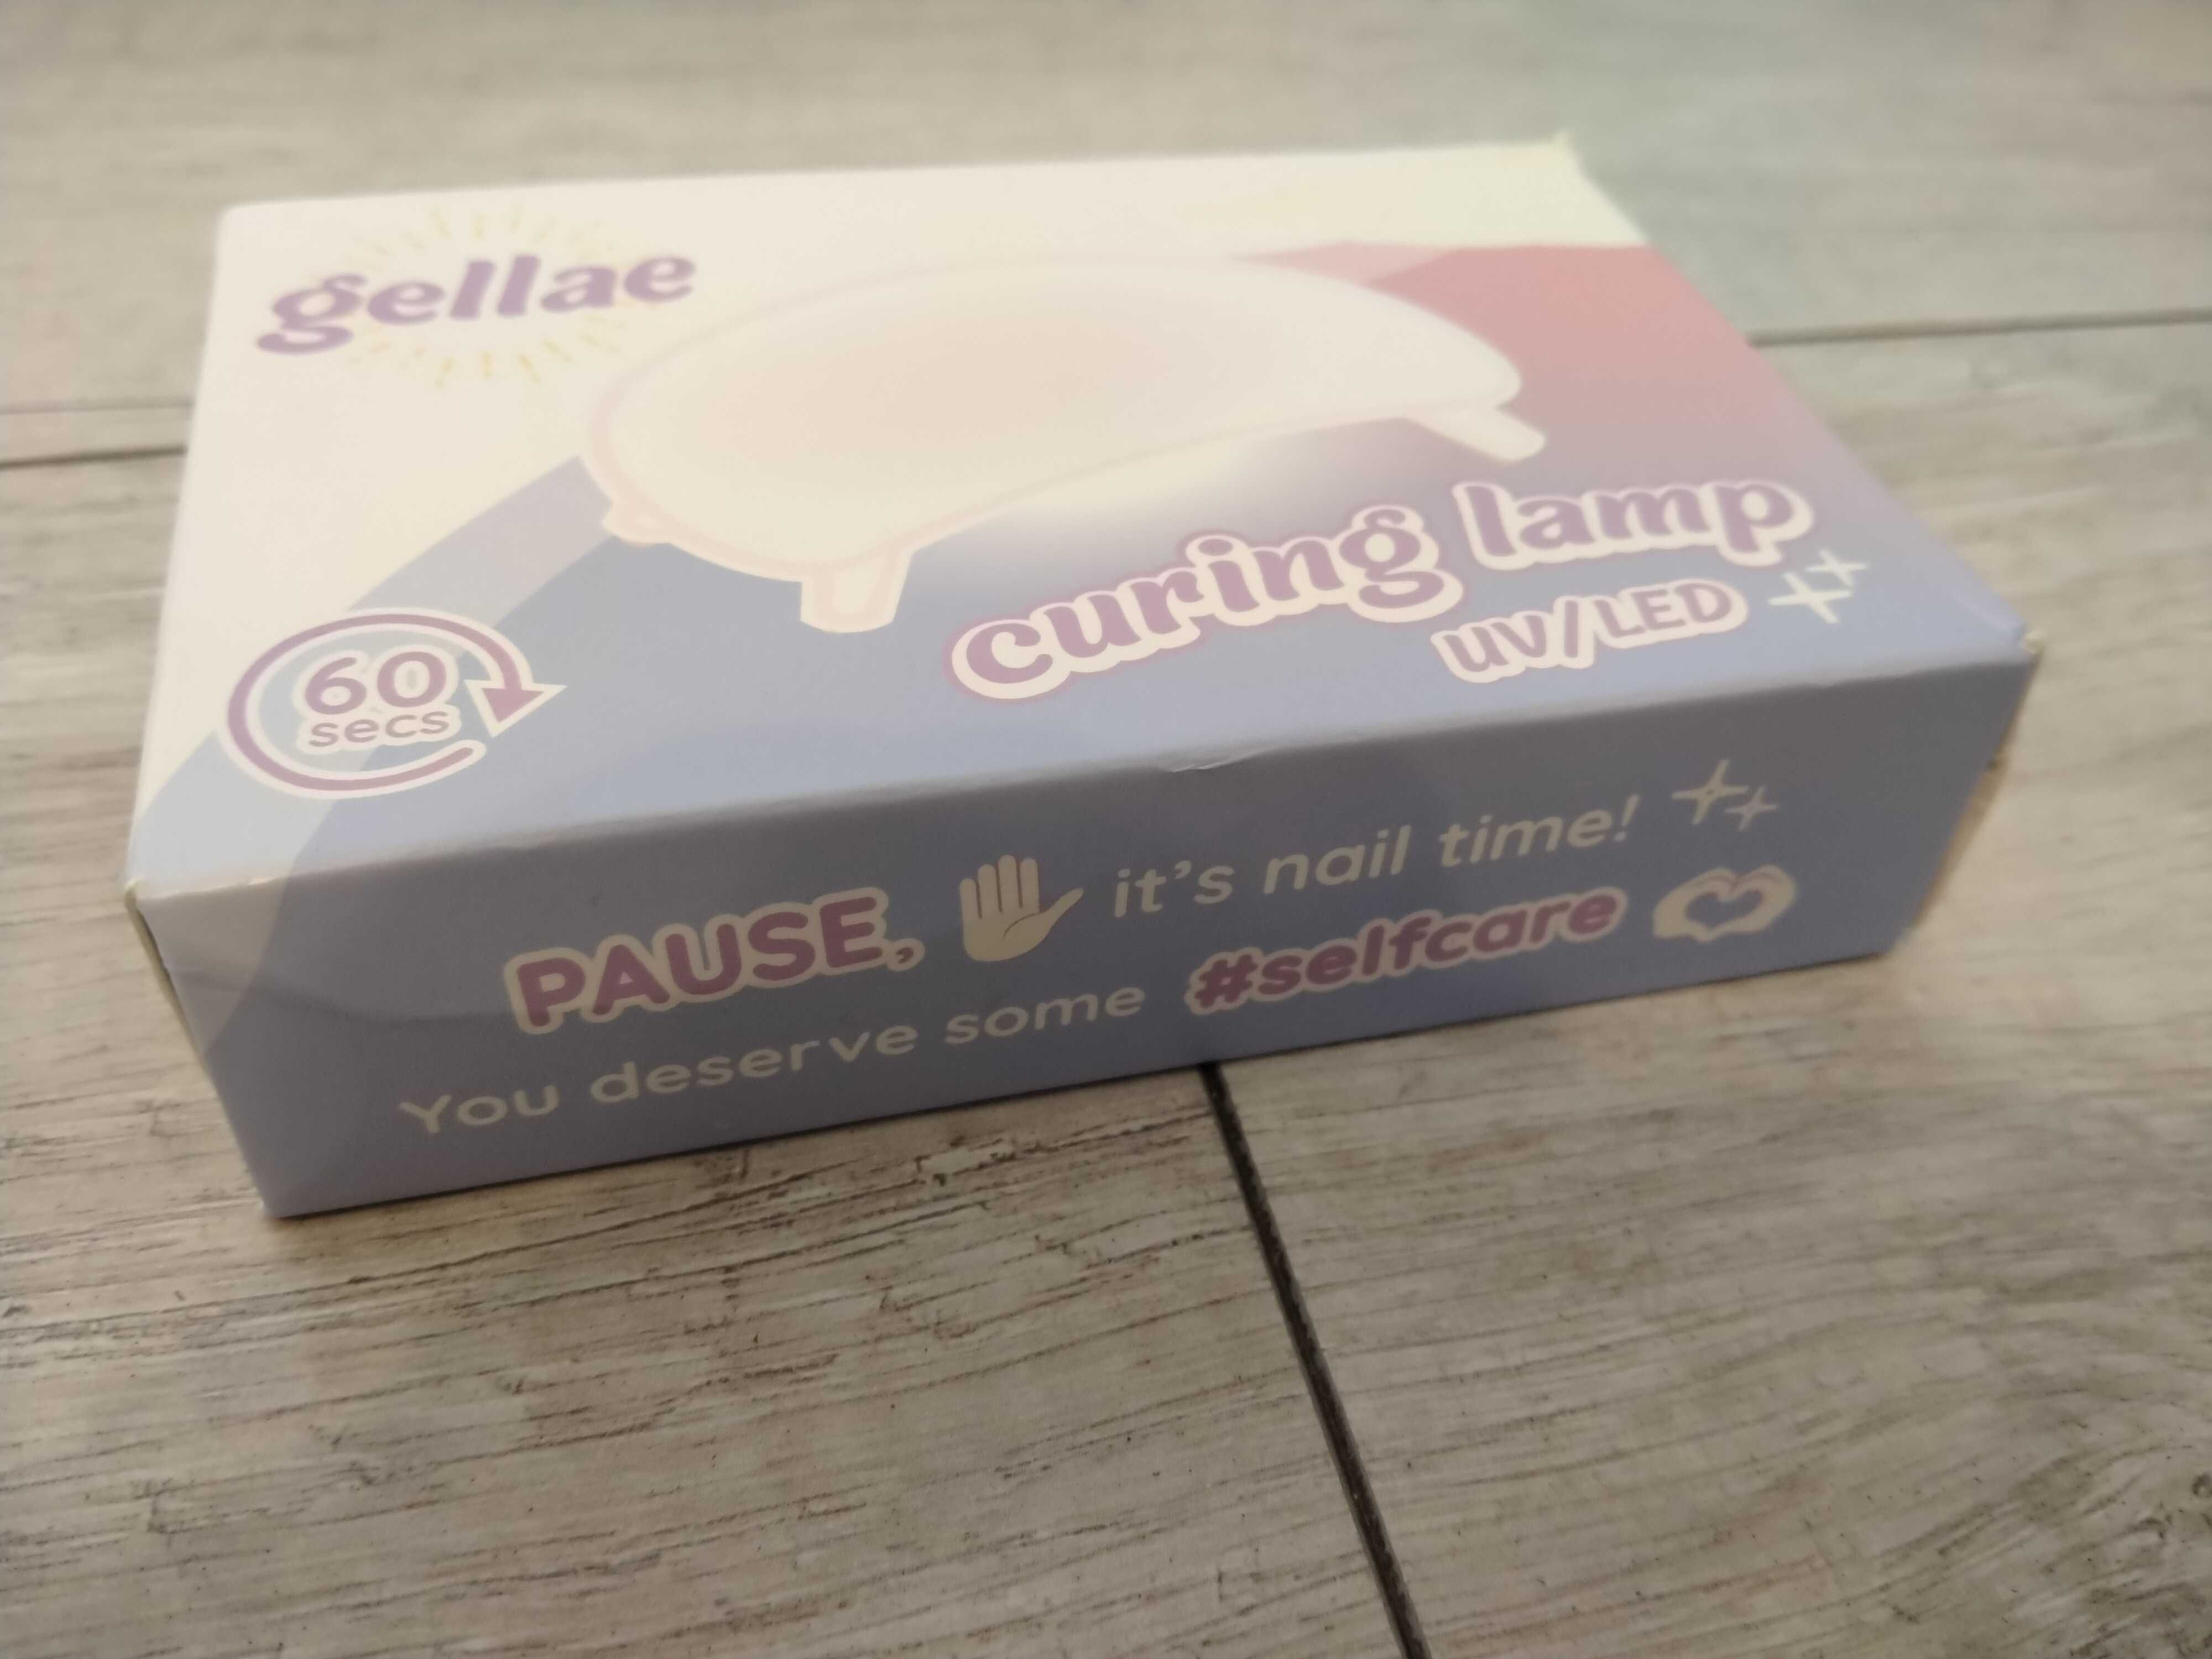 gellae
curing lamp
UV/LED
60
secs
PAUSE, it's nail time!
You deserve some #selfcare